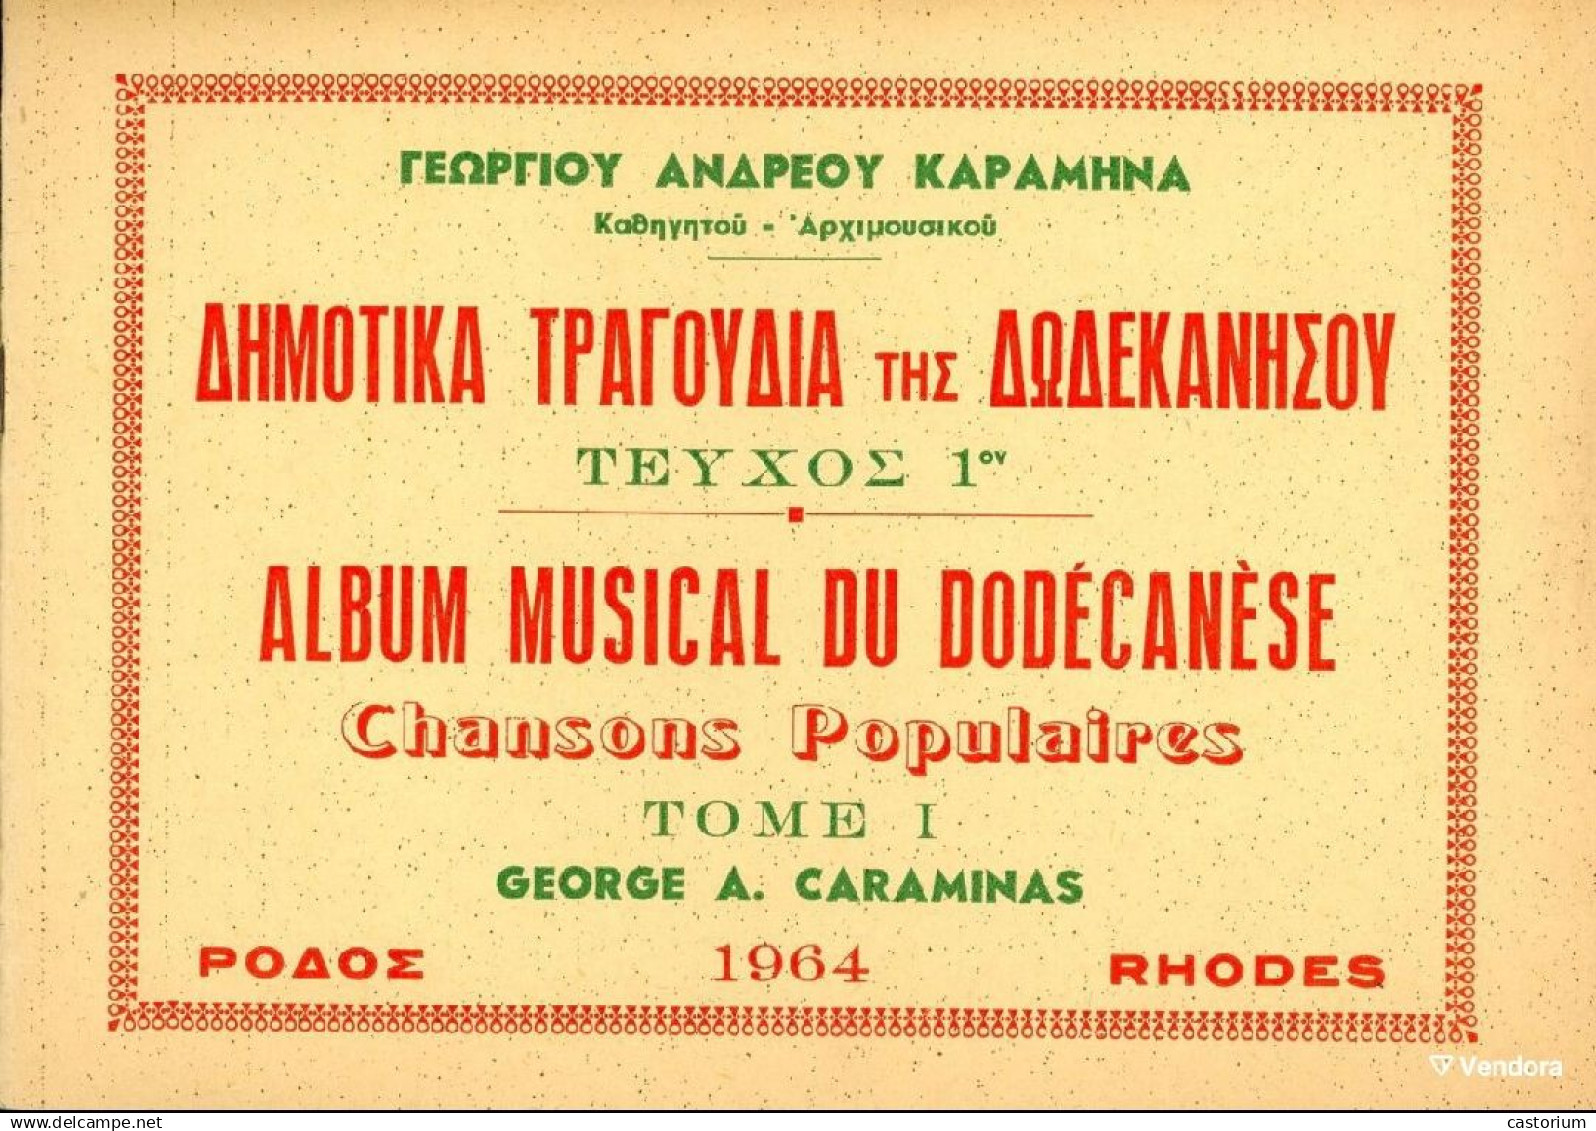 ΓΕΩΡΓΙΟΥ ΑΝΔΡΕΟΥ ΚΑΡΑΜΗΝΑ
Καθηγητοῦ - Ἀρχιμουσικοῦ
ΔΗΜΟΤΙΚΑ ΤΡΑΓΟΥΔΙΑ ΤΗΣ ΔΩΔΕΚΑΝΗΣΟΥ
ΤΕΥΧΟΣ 1ον
ALBUM MUSICAL DU DODÉCANÈSE
Chansons Populaires
TOME I
GEORGE A. CARAMINAS
ΡΟΔΟΣ 1964 RHODES
Vendora
delcampe.net
castorium